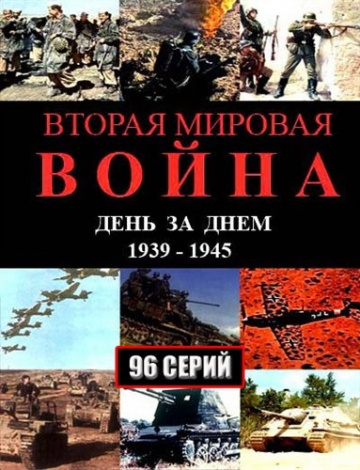 ВТОРАЯ МИРОВАЯ
ВОЙНА
ДЕНЬ ЗА ДНЕМ
1939 - 1945
96 СЕРИЙ